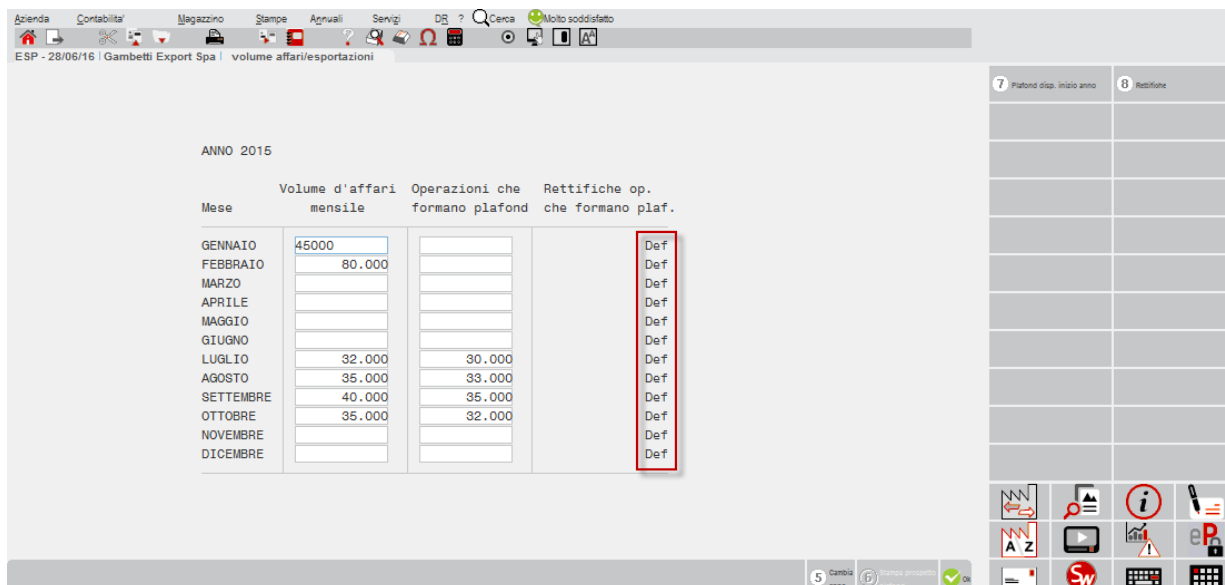 Azienda Contabilita' Magazzino Stampe Annuali Servizi DR ? Cerca Molto soddisfatto
ESP - 28/06/16 | Gambetti Export Spa | volume affari/esportazioni
7 Platond disp. inizio anno 8 Rettifiche
ANNO 2015
Volume d'affari Operazioni che Rettifiche op.
Mese mensile formano plafond che formano plaf.
GENNAIO 45000 Def
FEBBRAIO 80.000 Def
MARZO Def
APRILE Def
MAGGIO Def
GIUGNO Def
LUGLIO 32.000 30.000 Def
AGOSTO 35.000 33.000 Def
SETTEMBRE 40.000 35.000 Def
OTTOBRE 35.000 32.000 Def
NOVEMBRE Def
DICEMBRE Def
A Z eP
5 Cambia 6 Stampa prospetto Ok
Sw